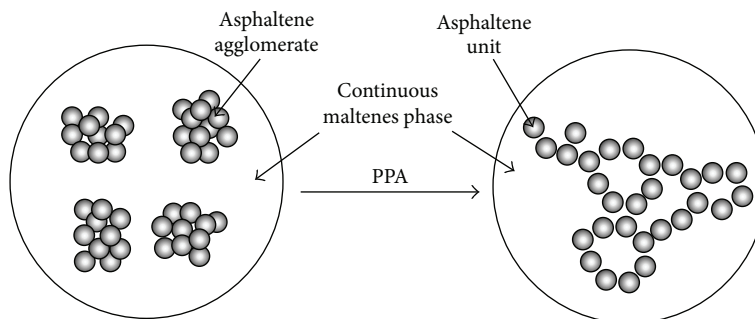 Asphaltene
agglomerate
Asphaltene
unit
Continuous
maltenes phase
PPA